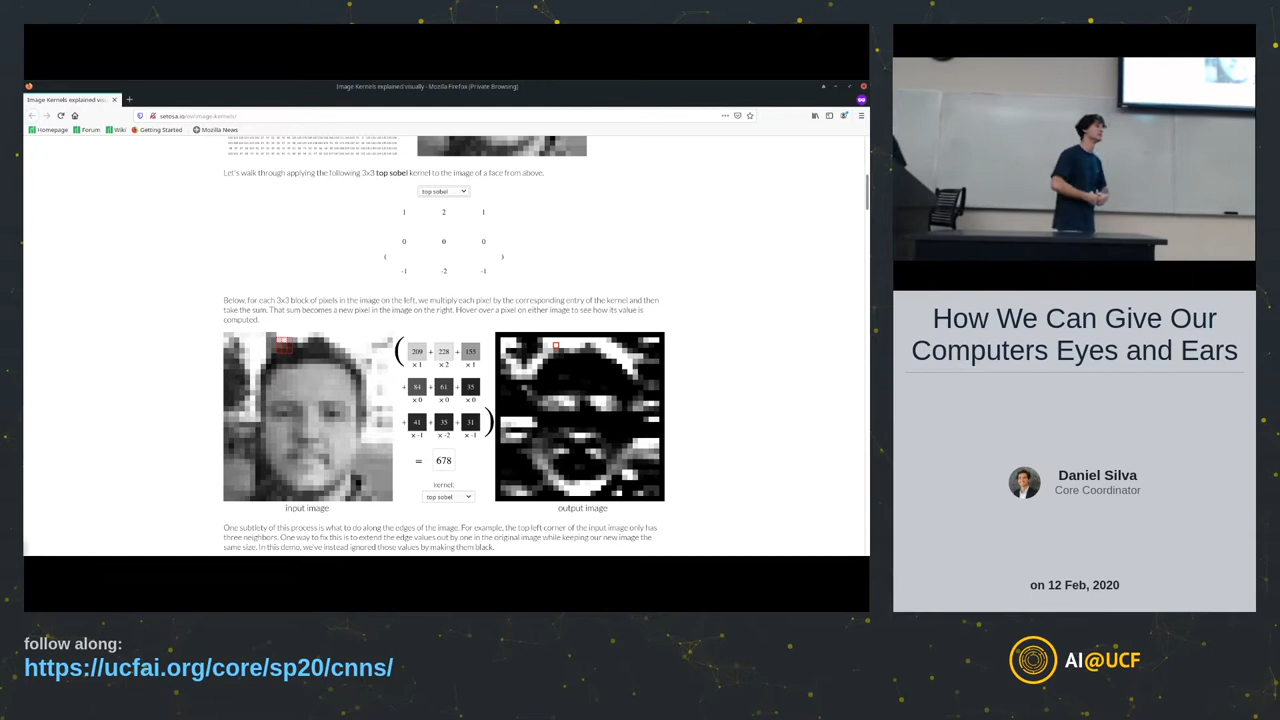 Image Kernels explained visually - Mozilla Firefox (Private Browsing)
Image Kernels explained visu
setosa.io/ev/image-kernels/
Homepage Forum Wiki Getting Started Mozilla News
Let's walk through applying the following 3x3 top sobel kernel to the image of a face from above.
top sobel
1 2 1
0 0 0
( )
-1 -2 -1
Below, for each 3x3 block of pixels in the image on the left, we multiply each pixel by the corresponding entry of the kernel and then
take the sum. That sum becomes a new pixel in the image on the right. Hover over a pixel on either image to see how its value is
computed.
( 209 + 228 + 155
×1 ×2 ×1
+ 84 + 61 + 35
×0 ×0 ×0
+ 41 + 35 + 31 )
×-1 ×-2 ×-1
= 678
kernel:
top sobel
input image
output image
One subtlety of this process is what to do along the edges of the image. For example, the top left corner of the input image only has
three neighbors. One way to fix this is to extend the edge values out by one in the original image while keeping our new image the
same size. In this demo, we've instead ignored those values by making them black.
How We Can Give Our
Computers Eyes and Ears
Daniel Silva
Core Coordinator
on 12 Feb, 2020
follow along:
https://ucfai.org/core/sp20/cnns/
AI@UCF